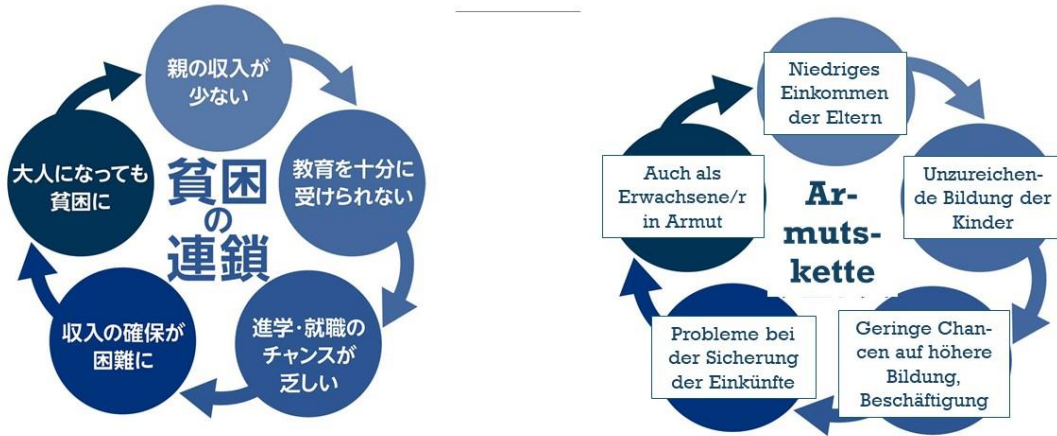 親の収入が
少ない
教育を十分に
受けられない
進学・就職の
チャンスが
乏しい
収入の確保が
困難に
大人になっても
貧困に
貧困
の
連鎖
Niedriges
Einkommen
der Eltern
Unzureichen-
de Bildung der
Kinder
Geringe Chan-
cen auf höhere
Bildung,
Beschäftigung
Probleme bei
der Sicherung
der Einkünfte
Auch als
Erwachsene/r
in Armut
Ar-
muts-
kette